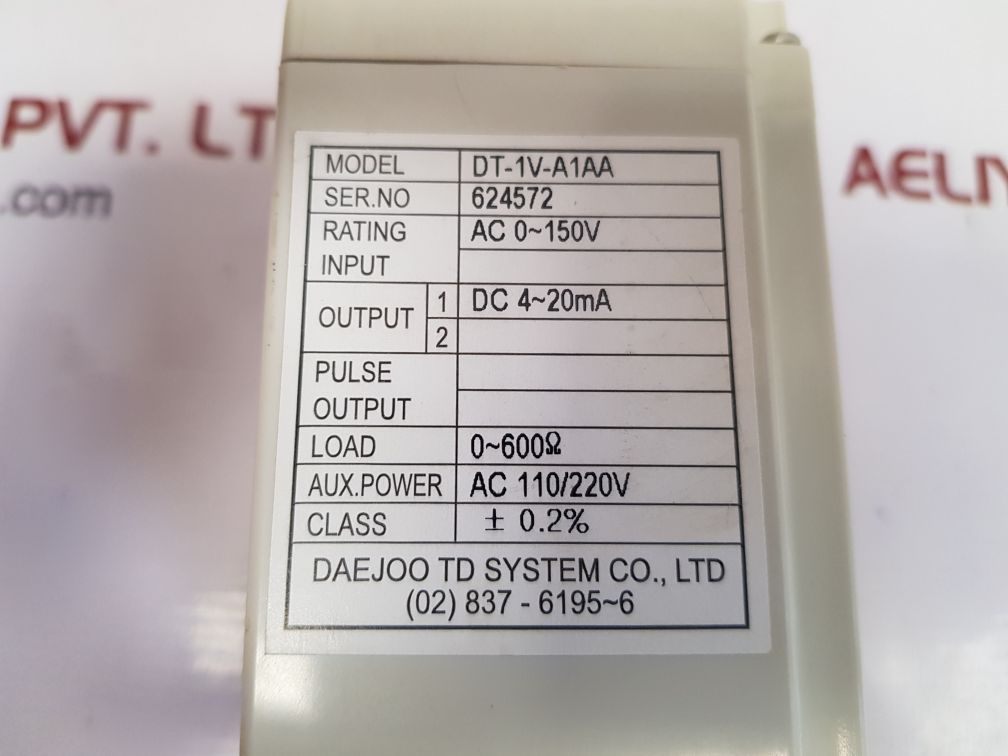 PVT. LT
.com
AELN
MODEL DT-1V-A1AA
SER.NO 624572
RATING INPUT AC 0~150V
OUTPUT 1 DC 4~20mA
2
PULSE OUTPUT
LOAD 0~600Ω
AUX.POWER AC 110/220V
CLASS ± 0.2%
DAEJOO TD SYSTEM CO., LTD
(02) 837 - 6195~6